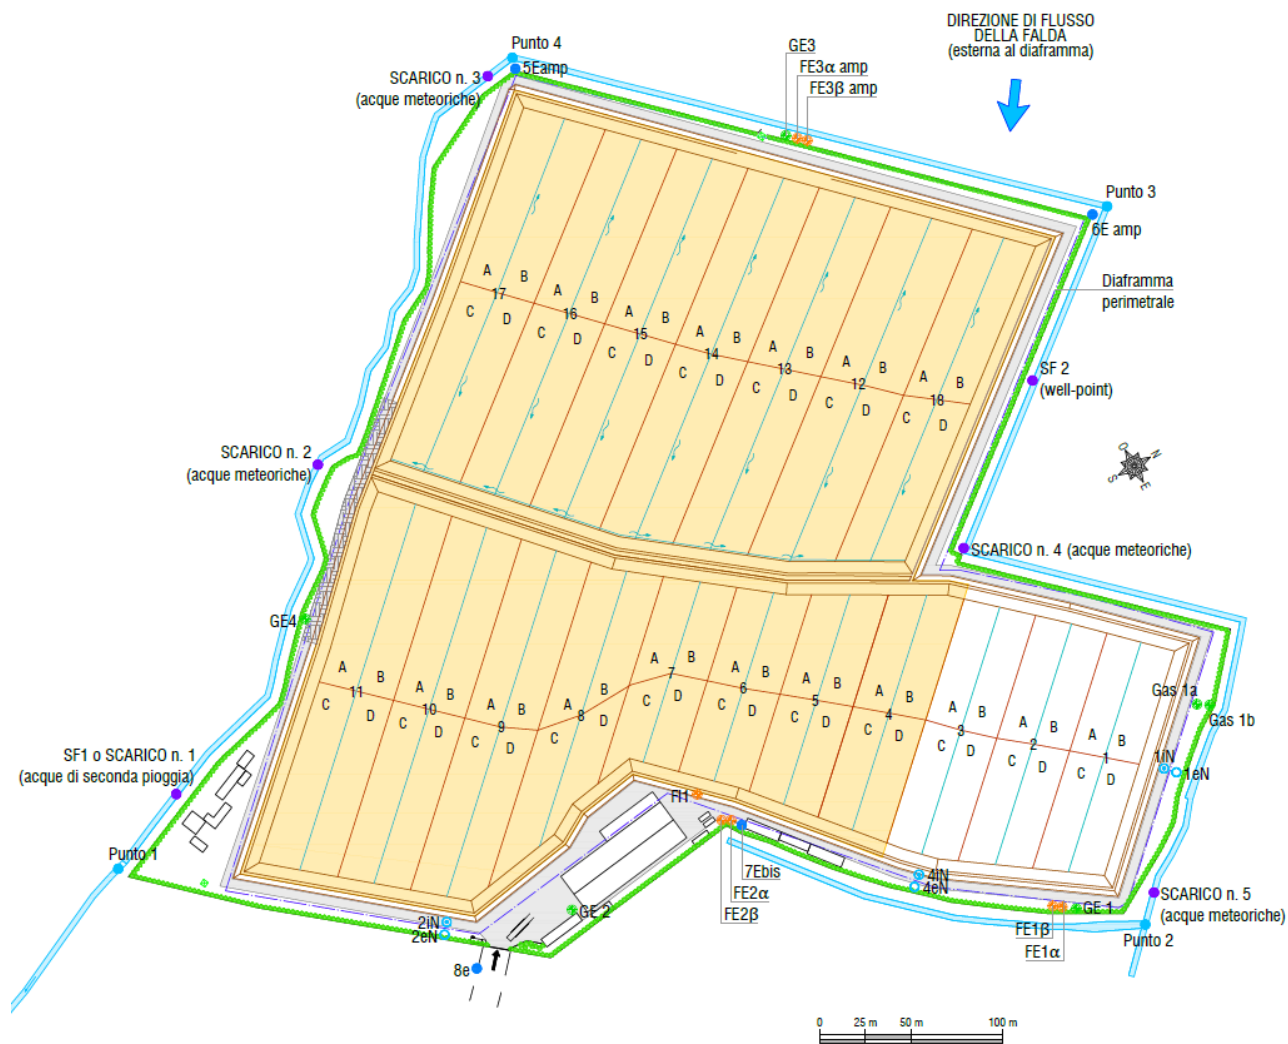 DIREZIONE DI FLUSSO
DELLA FALDA
(esterna al diaframma)
Punto 4
GE3
5Eamp
FE3α amp
SCARICO n. 3
(acque meteoriche)
FE3β amp
Punto 3
6E amp
Diaframma
perimetrale
A B
17
C D
A B
16
C D
A B
15
C D
A B
14
C D
A B
13
C D
A B
12
C D
A B
18
C D
SF 2
(well-point)
SCARICO n. 2
(acque meteoriche)
O
N
S
E
SCARICO n. 4 (acque meteoriche)
GE4
A B
11
C D
A B
10
C D
A B
9
C D
A B
8
C D
A B
7
C D
A B
6
C D
A B
5
C D
A B
4
C D
A B
3
C D
A B
2
C D
A B
1
C D
Gas 1a
Gas 1b
1iN
1eN
SF1 o SCARICO n. 1
(acque di seconda pioggia)
FI1
Punto 1
7Ebis
FE2α
FE2β
4iN
4eN
GE 2
2iN
2eN
8e
GE 1
FE1β
FE1α
SCARICO n. 5
(acque meteoriche)
Punto 2
0 25 m 50 m 100 m